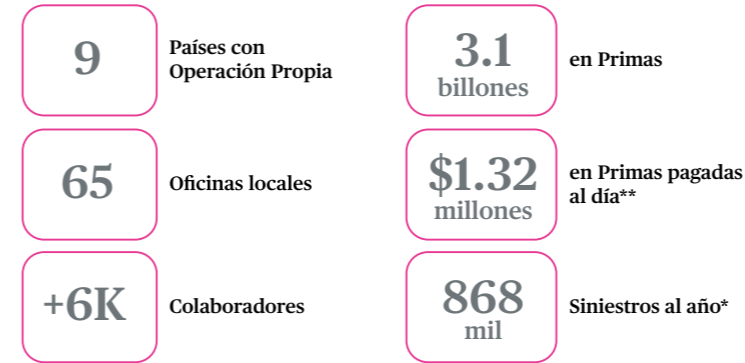 9
Países con
Operación Propia
3.1
billones
en Primas
65
Oficinas locales
$1.32
millones
en Primas pagadas
al día**
+6K
Colaboradores
868
mil
Siniestros al año*